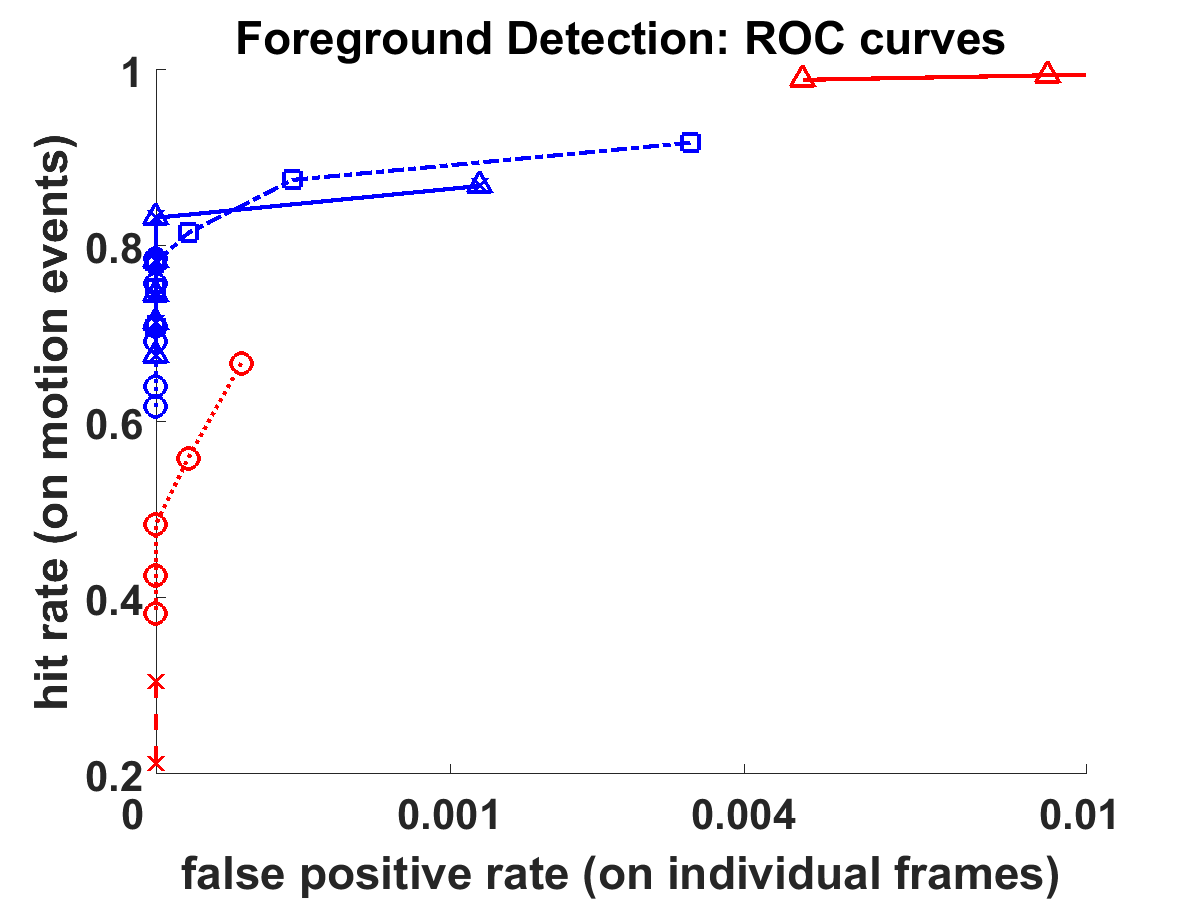 Foreground Detection: ROC curves
1
0.8
0.6
0.4
0.2
hit rate (on motion events)
0 0.001 0.004 0.01
false positive rate (on individual frames)